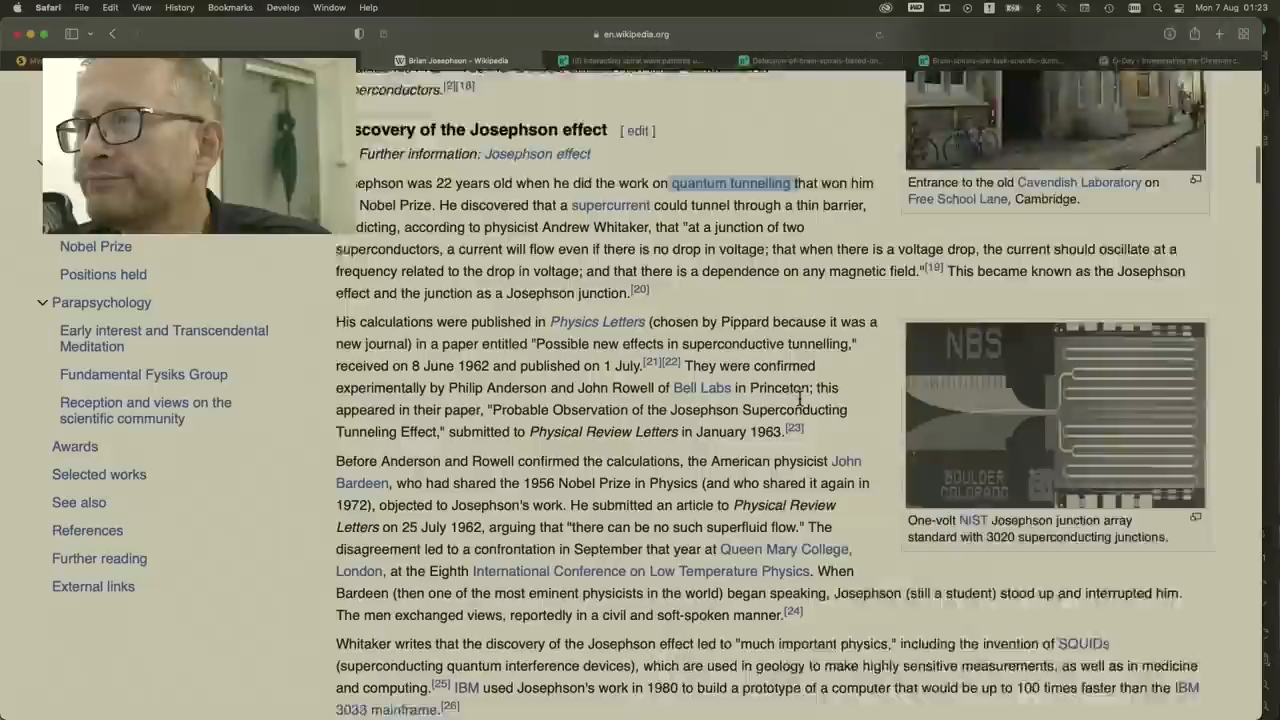 Safari File Edit View History Bookmarks Develop Window Help
Mon 7 Aug 01:23
en.wikipedia.org
Brian Josephson - Wikipedia
(8) Interacting spiral wave patterns u...
Detection-of-brain-spirals-based-on...
Brain-spirals-are-task-specific-durin...
perconductors.[2][18]
scovery of the Josephson effect [ edit ]
Further information: Josephson effect
sephson was 22 years old when he did the work on quantum tunnelling that won him
Nobel Prize. He discovered that a supercurrent could tunnel through a thin barrier,
dicting, according to physicist Andrew Whitaker, that "at a junction of two
superconductors, a current will flow even if there is no drop in voltage; that when there is a voltage drop, the current should oscillate at a
frequency related to the drop in voltage; and that there is a dependence on any magnetic field."[19] This became known as the Josephson
effect and the junction as a Josephson junction.[20]
His calculations were published in Physics Letters (chosen by Pippard because it was a
new journal) in a paper entitled "Possible new effects in superconductive tunnelling,"
received on 8 June 1962 and published on 1 July.[21][22] They were confirmed
experimentally by Philip Anderson and John Rowell of Bell Labs in Princeton; this
appeared in their paper, "Probable Observation of the Josephson Superconducting
Tunneling Effect," submitted to Physical Review Letters in January 1963.[23]
Before Anderson and Rowell confirmed the calculations, the American physicist John
Bardeen, who had shared the 1956 Nobel Prize in Physics (and who shared it again in
1972), objected to Josephson's work. He submitted an article to Physical Review
Letters on 25 July 1962, arguing that "there can be no such superfluid flow." The
disagreement led to a confrontation in September that year at Queen Mary College,
London, at the Eighth International Conference on Low Temperature Physics. When
Bardeen (then one of the most eminent physicists in the world) began speaking, Josephson (still a student) stood up and interrupted him.
The men exchanged views, reportedly in a civil and soft-spoken manner.[24]
Whitaker writes that the discovery of the Josephson effect led to "much important physics," including the invention of SQUIDs
(superconducting quantum interference devices), which are used in geology to make highly sensitive measurements, as well as in medicine
and computing.[25] IBM used Josephson's work in 1980 to build a prototype of a computer that would be up to 100 times faster than the IBM
3033 mainframe.[26]
Nobel Prize
Positions held
Parapsychology
Early interest and Transcendental
Meditation
Fundamental Fysiks Group
Reception and views on the
scientific community
Awards
Selected works
See also
References
Further reading
External links
Entrance to the old Cavendish Laboratory on
Free School Lane, Cambridge.
NBS
BOULDER
COLORADO
One-volt NIST Josephson junction array
standard with 3020 superconducting junctions.